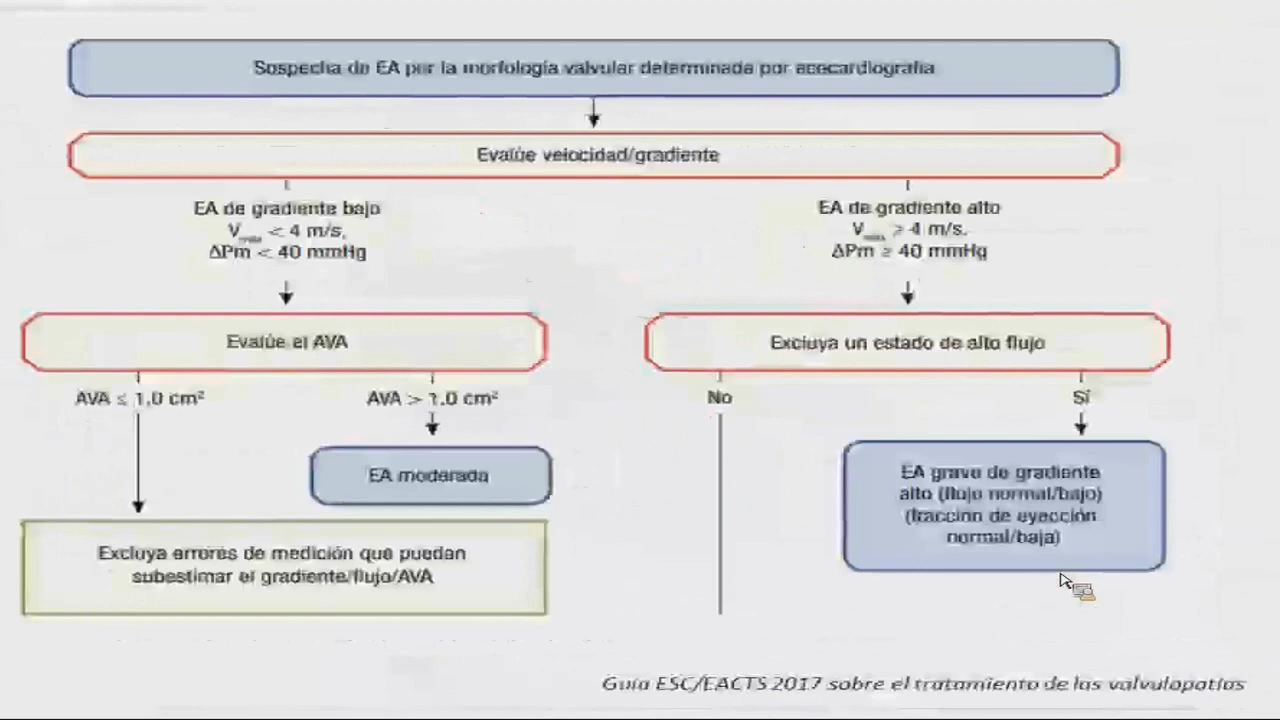 Sospecha de EA por la morfología valvular determinada por acocardiografía
Evalúe velocidad/gradiente
EA de gradiente bajo
V < 4 m/s,
ΔPm < 40 mmHg
EA de gradiente alto
V ≥ 4 m/s.
ΔPm ≥ 40 mmHg
Evalúe el AVA
AVA ≤ 1,0 cm²
AVA > 1,0 cm²
EA moderada
Excluya errores de medición que puedan
subestimar el gradiente/flujo/AVA
Excluya un estado de alto flujo
No
Sí
EA grave de gradiente
alto (flujo normal/bajo)
(fracción de eyección
normal/baja)
Guía ESC/EACTS 2017 sobre el tratamiento de las valvulopatías